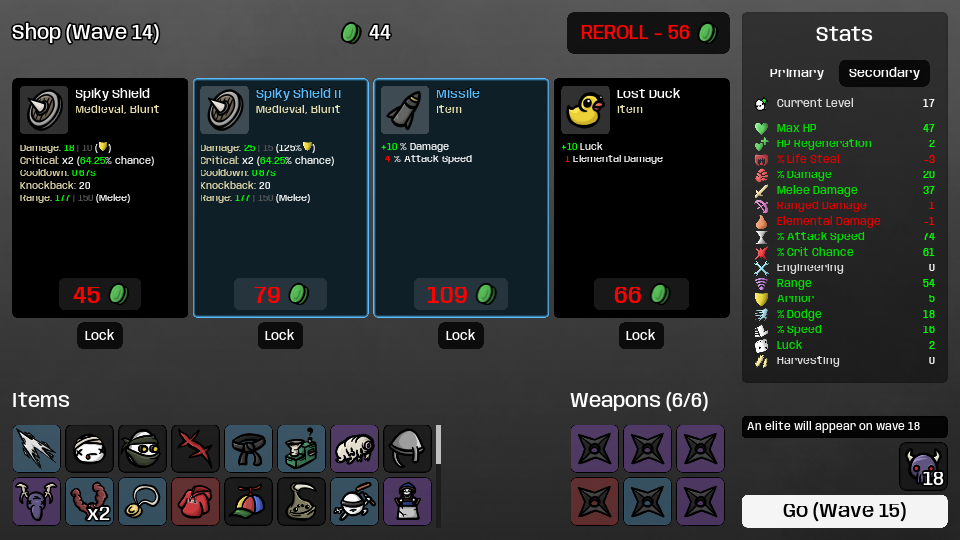 Shop (Wave 14)
44
REROLL - 56
Spiky Shield
Medieval, Blunt
Damage: 18 | 10 ( )
Critical: x2 (64.25% chance)
Cooldown: 0.67s
Knockback: 20
Range: 177 | 150 (Melee)
45
Lock
Spiky Shield II
Medieval, Blunt
Damage: 25 | 15 (125% )
Critical: x2 (64.25% chance)
Cooldown: 0.67s
Knockback: 20
Range: 177 | 150 (Melee)
79
Lock
Missile
Item
+10 % Damage
4 % Attack Speed
109
Lock
Lost Duck
Item
+10 Luck
1 Elemental Damage
66
Lock
Stats
Primary
Secondary
Current Level 17
Max HP 47
HP Regeneration 2
% Life Steal -3
% Damage 20
Melee Damage 37
Ranged Damage 1
Elemental Damage -1
% Attack Speed 74
% Crit Chance 61
Engineering 0
Range 54
Armor 5
% Dodge 18
% Speed 16
Luck 2
Harvesting 0
Items
x2
Weapons (6/6)
An elite will appear on wave 18
18
Go (Wave 15)